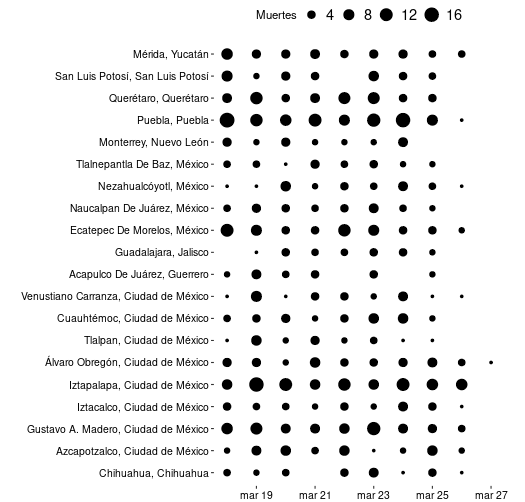 Muertes 4 8 12 16
Mérida, Yucatán
San Luis Potosí, San Luis Potosí
Querétaro, Querétaro
Puebla, Puebla
Monterrey, Nuevo León
Tlalnepantla De Baz, México
Nezahualcóyotl, México
Naucalpan De Juárez, México
Ecatepec De Morelos, México
Guadalajara, Jalisco
Acapulco De Juárez, Guerrero
Venustiano Carranza, Ciudad de México
Cuauhtémoc, Ciudad de México
Tlalpan, Ciudad de México
Álvaro Obregón, Ciudad de México
Iztapalapa, Ciudad de México
Iztacalco, Ciudad de México
Gustavo A. Madero, Ciudad de México
Azcapotzalco, Ciudad de México
Chihuahua, Chihuahua
mar 19 mar 21 mar 23 mar 25 mar 27